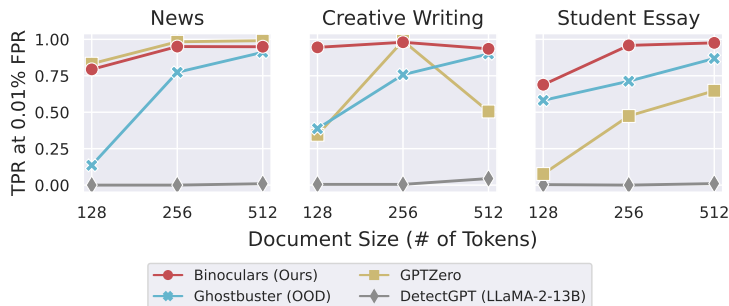 News Creative Writing Student Essay
TPR at 0.01% FPR
1.00
0.75
0.50
0.25
0.00
128 256 512 128 256 512 128 256 512
Document Size (# of Tokens)
Binoculars (Ours) GPTZero
Ghostbuster (OOD) DetectGPT (LLaMA-2-13B)